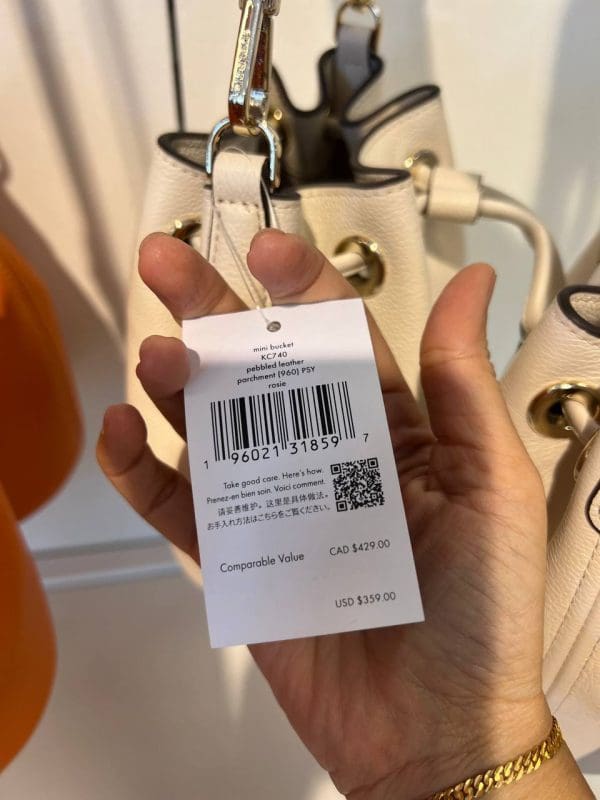 mini bucket
KC740
pebbled leather
parchment (960) PSY
rosie
1 96021 31859 7
Take good care. Here's how.
Prenez-en bien soin. Voici comment.
请妥善维护。这里是具体做法。
お手入れ方法はこちらをご覧ください。
Comparable Value CAD $429.00
USD $359.00